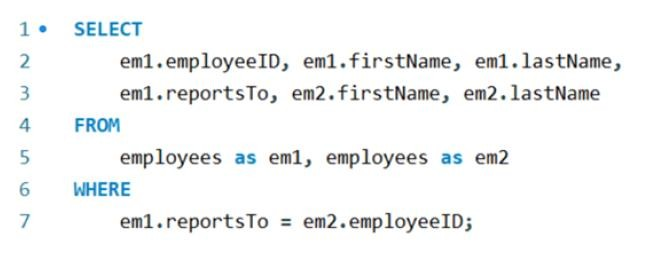 1 SELECT
2 em1.employeeID, em1.firstName, em1.lastName,
3 em1.reportsTo, em2.firstName, em2.lastName
4 FROM
5 employees as em1, employees as em2
6 WHERE
7 em1.reportsTo = em2.employeeID;